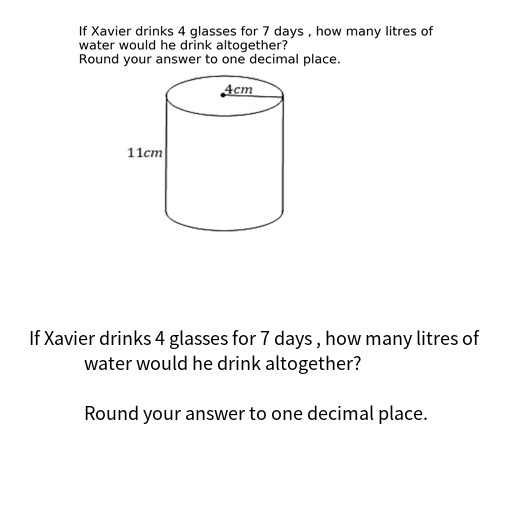 If Xavier drinks 4 glasses for 7 days , how many litres of
water would he drink altogether?
Round your answer to one decimal place.
4cm
11cm
If Xavier drinks 4 glasses for 7 days , how many litres of
water would he drink altogether?
Round your answer to one decimal place.